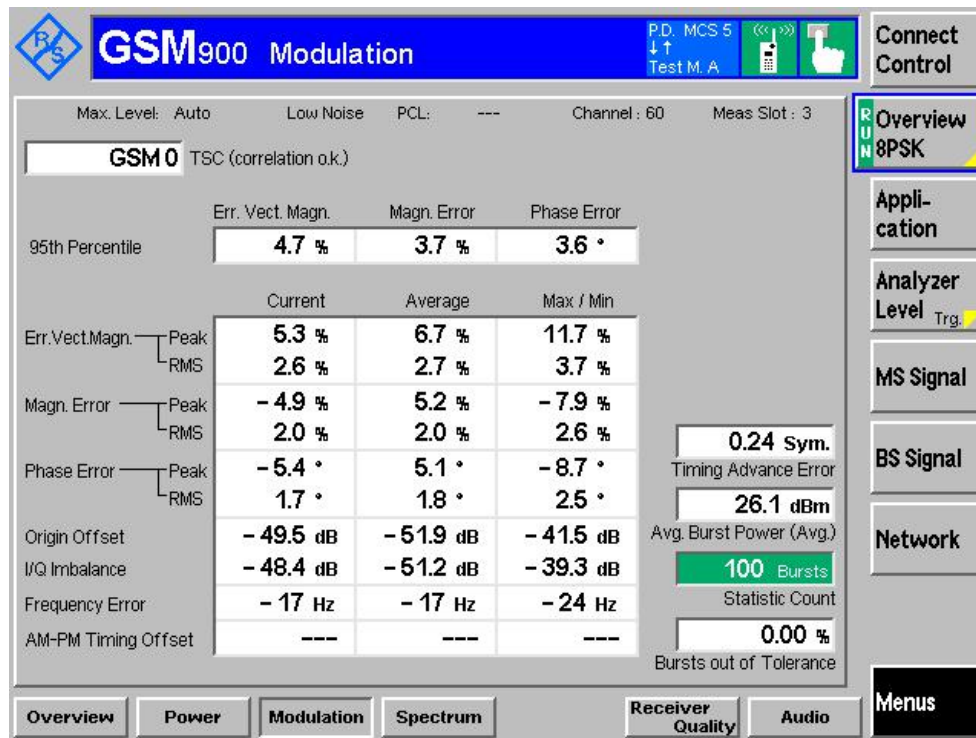 R&S
GSM900 Modulation
P.D. MCS 5
↓↑
Test M. A
Connect Control
Max. Level: Auto Low Noise PCL: --- Channel : 60 Meas Slot : 3
RUN
Overview 8PSK
GSM 0 TSC (correlation o.k.)
Appli-
cation
Err. Vect. Magn. Magn. Error Phase Error
95th Percentile 4.7 % 3.7 % 3.6 °
Analyzer
Level Trg.
Current Average Max / Min
Err.Vect.Magn. Peak 5.3 % 6.7 % 11.7 %
RMS 2.6 % 2.7 % 3.7 %
MS Signal
Magn. Error Peak – 4.9 % 5.2 % – 7.9 %
RMS 2.0 % 2.0 % 2.6 %
0.24 Sym.
Timing Advance Error
BS Signal
Phase Error Peak – 5.4 ° 5.1 ° – 8.7 °
RMS 1.7 ° 1.8 ° 2.5 °
26.1 dBm
Avg. Burst Power (Avg.)
Network
Origin Offset – 49.5 dB – 51.9 dB – 41.5 dB
I/Q Imbalance – 48.4 dB – 51.2 dB – 39.3 dB
100 Bursts
Statistic Count
Frequency Error – 17 Hz – 17 Hz – 24 Hz
AM-PM Timing Offset --- --- ---
0.00 %
Bursts out of Tolerance
Overview Power Modulation Spectrum Receiver Quality Audio
Menus